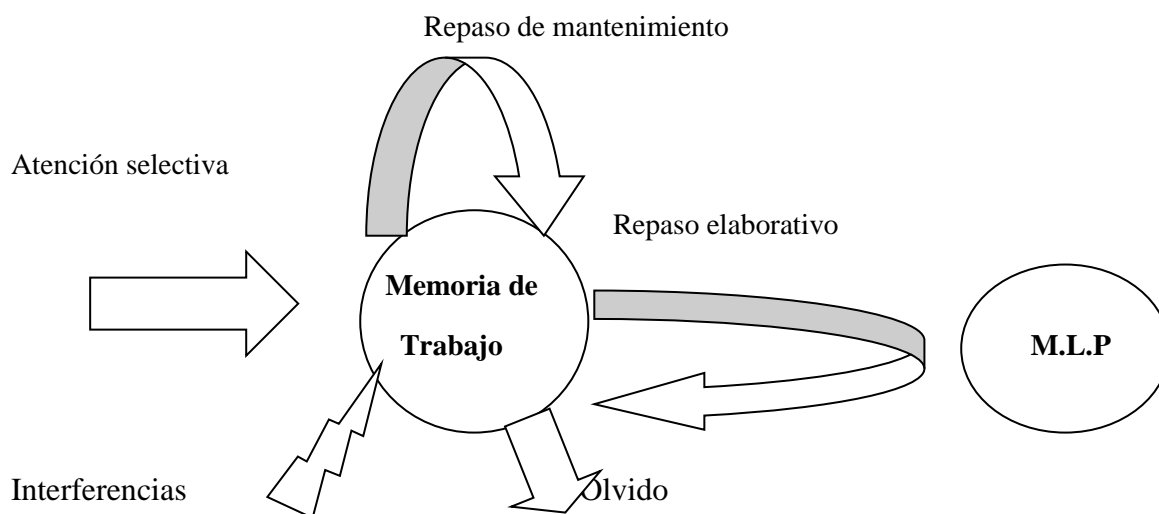 Repaso de mantenimiento
Atención selectiva
Repaso elaborativo
Memoria de
Trabajo
M.L.P
Interferencias
Olvido